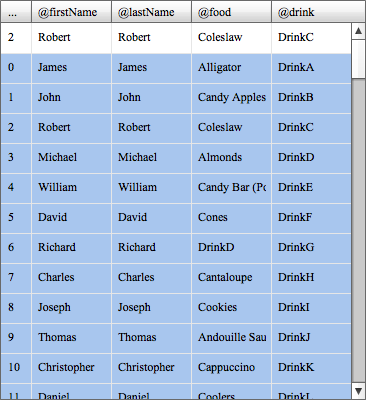 ... @firstName @lastName @food @drink
2 Robert Robert Coleslaw DrinkC
0 James James Alligator DrinkA
1 John John Candy Apples DrinkB
2 Robert Robert Coleslaw DrinkC
3 Michael Michael Almonds DrinkD
4 William William Candy Bar (Po DrinkE
5 David David Cones DrinkF
6 Richard Richard DrinkD DrinkG
7 Charles Charles Cantaloupe DrinkH
8 Joseph Joseph Cookies DrinkI
9 Thomas Thomas Andouille Sau DrinkJ
10 Christopher Christopher Cappuccino DrinkK
11 Daniel Daniel Coolers DrinkL